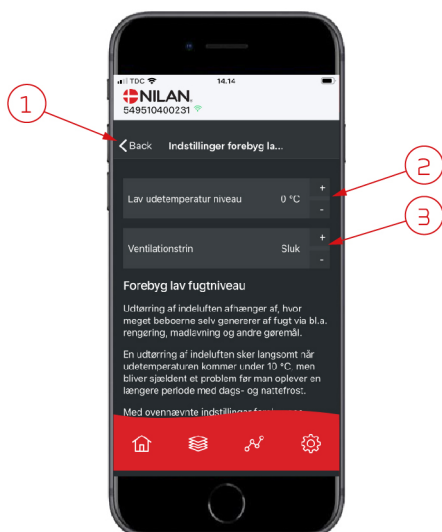 TDC 14.14
NILAN.
549510400231
Back Indstillinger forebyg la...
Lav udetemperatur niveau 0 °C + -
Ventilationstrin Sluk + -
Forebyg lav fugtniveau
Udtørring af indeluften afhænger af, hvor
meget beboerne selv genererer af fugt via bl.a.
rengøring, madlavning og andre gøremål.
En udtørring af indeluften sker langsomt når
udetemperaturen kommer under 10 °C, men
bliver sjældent et problem før man oplever en
længere periode med dags- og nattefrost.
Med ovennævnte indstillinger
1
2
3